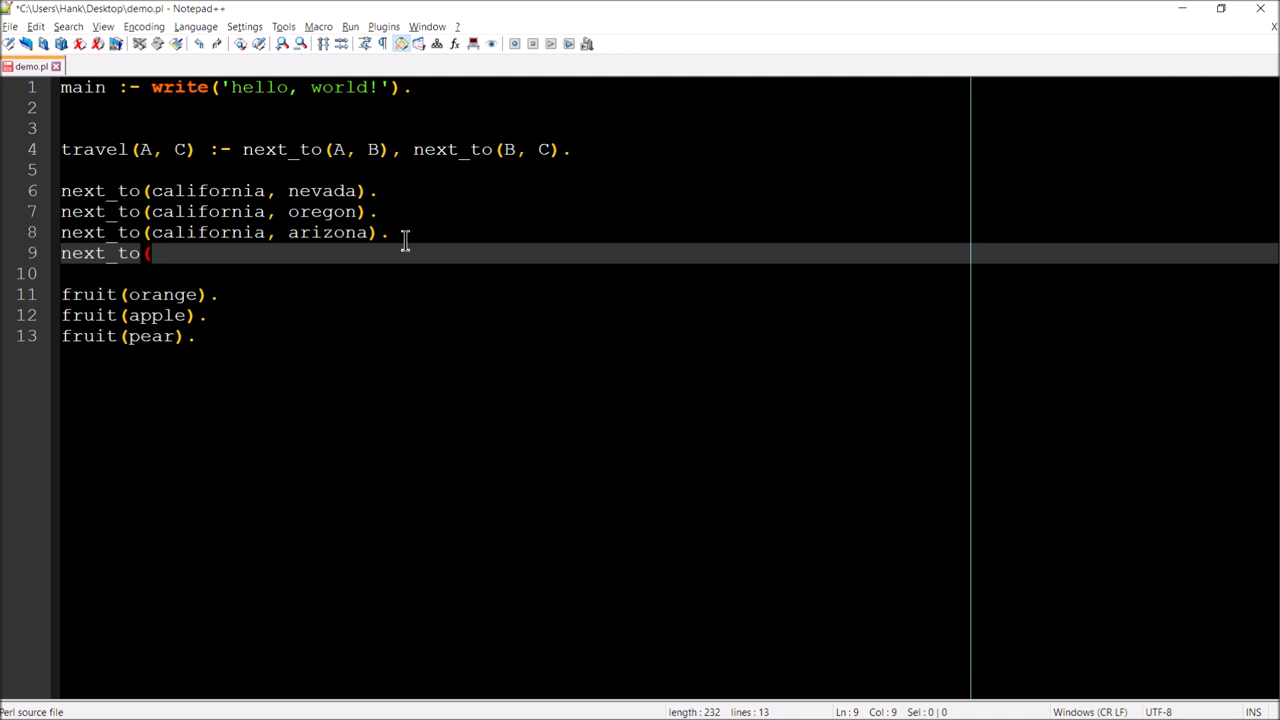 *C:\Users\Hank\Desktop\demo.pl - Notepad++
File Edit Search View Encoding Language Settings Tools Macro Run Plugins Window ? X
demo.pl
1 main :- write('hello, world!').
2
3
4 travel(A, C) :- next_to(A, B), next_to(B, C).
5
6 next_to(california, nevada).
7 next_to(california, oregon).
8 next_to(california, arizona).
9 next_to(
10
11 fruit(orange).
12 fruit(apple).
13 fruit(pear).
Perl source file length : 232 lines : 13 Ln : 9 Col : 9 Sel : 0 | 0 Windows (CR LF) UTF-8 INS